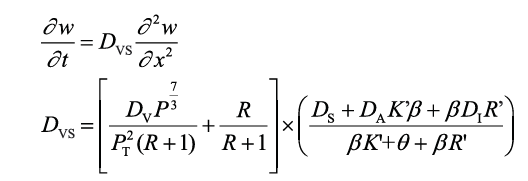 ∂w/∂t = D_VS ∂²w/∂x²
D_VS = [ D_V P^(7/3) / P_T²(R+1) + R / R+1 ] × ( D_S + D_A K'β + βD_I R' / βK'+θ + βR' )